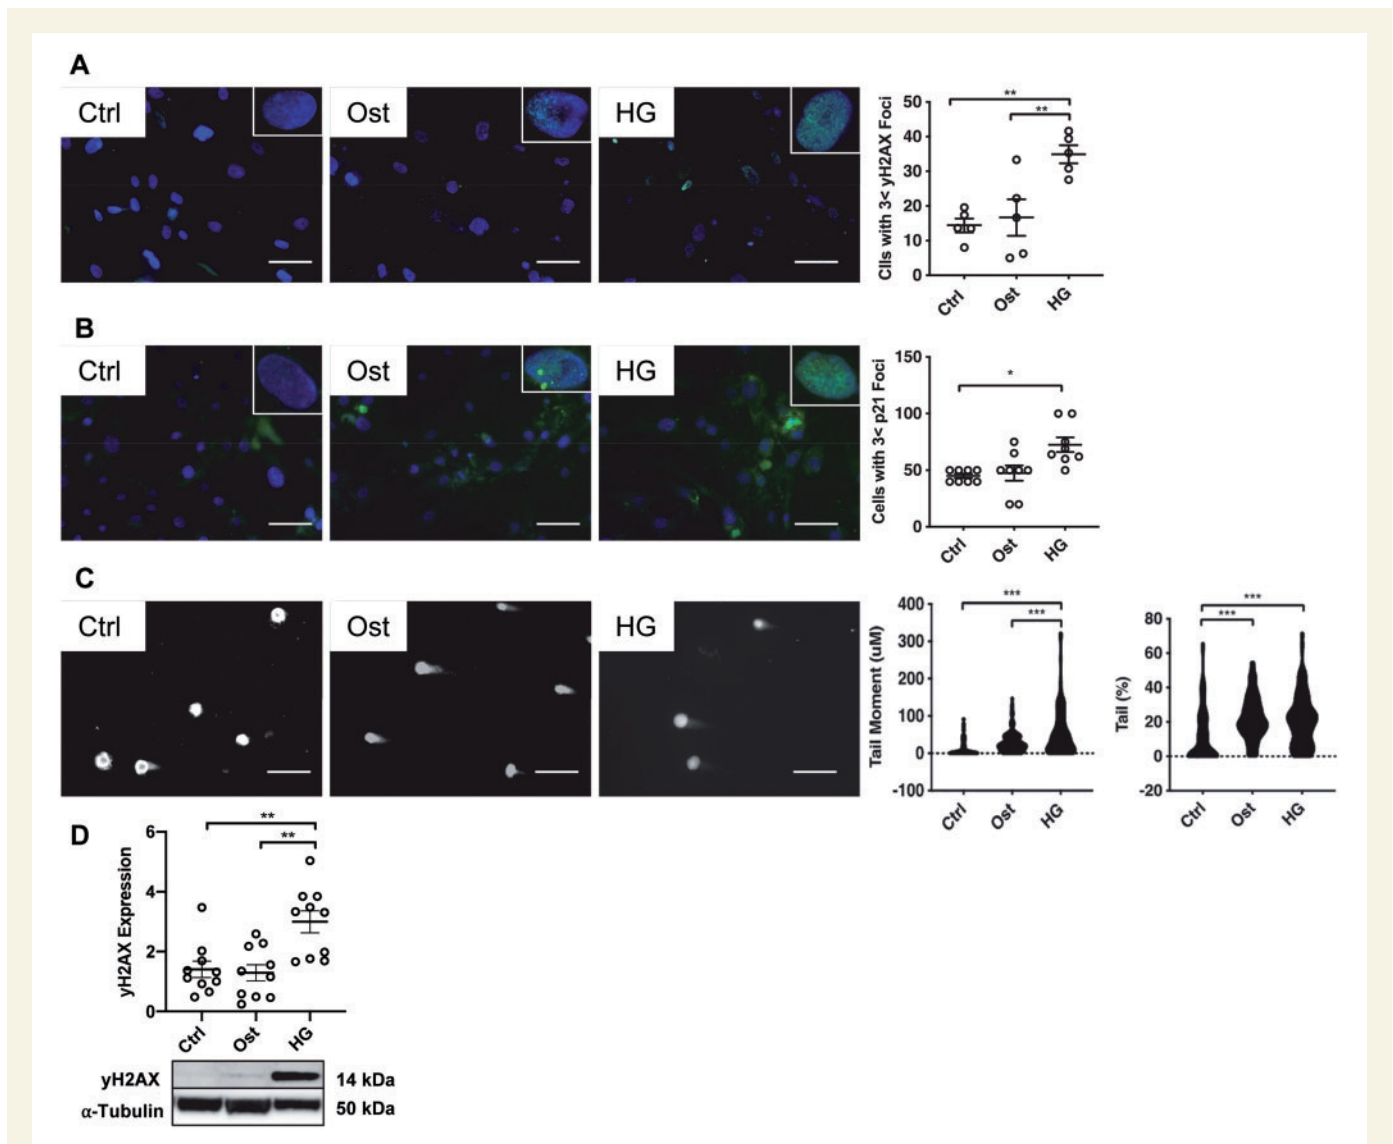 A
Ctrl
Ost
HG
**
**
Clls with 3< yH2AX Foci
50
40
30
20
10
0
Ctrl
Ost
HG
B
Ctrl
Ost
HG
*
Cells with 3< p21 Foci
150
100
50
0
Ctrl
Ost
HG
C
Ctrl
Ost
HG
***
***
Tail Moment (uM)
400
300
200
100
0
-100
Ctrl
Ost
HG
***
***
Tail (%)
80
60
40
20
0
-20
Ctrl
Ost
HG
D
**
**
yH2AX Expression
6
4
2
0
Ctrl
Ost
HG
yH2AX 14 kDa
α-Tubulin 50 kDa